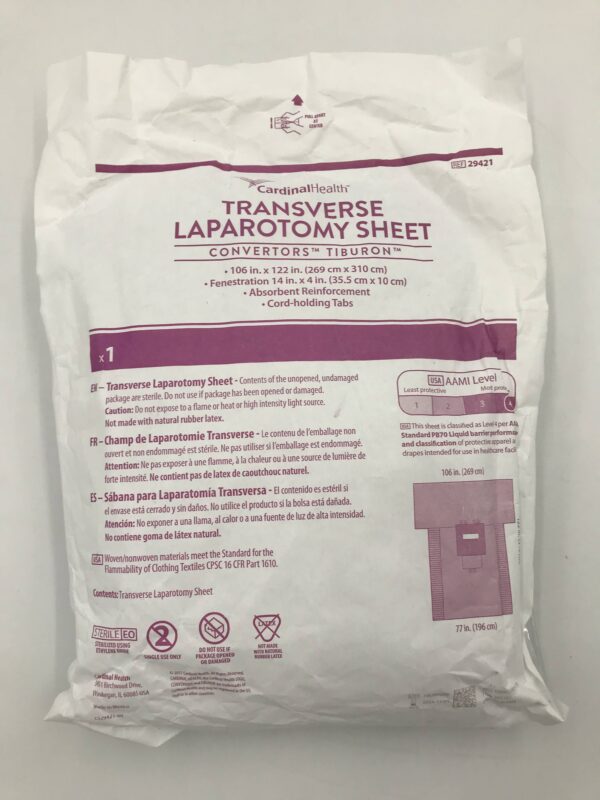 PULL APART
AT
CENTER
REF 29421
CardinalHealth™
TRANSVERSE
LAPAROTOMY SHEET
CONVERTORS™ TIBURON™
• 106 in. x 122 in. (269 cm x 310 cm)
• Fenestration 14 in. x 4 in. (35.5 cm x 10 cm)
• Absorbent Reinforcement
• Cord-holding Tabs
x 1
EN – Transverse Laparotomy Sheet - Contents of the unopened, undamaged
package are sterile. Do not use if package has been opened or damaged.
Caution: Do not expose to a flame or heat or high intensity light source.
Not made with natural rubber latex.
FR – Champ de Laparotomie Transverse - Le contenu de l'emballage non
ouvert et non endommagé est stérile. Ne pas utiliser si l'emballage est endommagé.
Attention: Ne pas exposer à une flamme, à la chaleur ou à une source de lumière de
forte intensité. Ne contient pas de latex de caoutchouc naturel.
ES – Sábana para Laparatomía Transversa - El contenido es estéril si
el envase está cerrado y sin daños. No utilice el producto si la bolsa está dañada.
Atención: No exponer a una llama, al calor o a una fuente de luz de alta intensidad.
No contiene goma de látex natural.
USA Woven/nonwoven materials meet the Standard for the
Flammability of Clothing Textiles CPSC 16 CFR Part 1610.
Contents: Transverse Laparotomy Sheet
USA AAMI Level
Least protective Most
1 2 3 4
USA This sheet is classified as Level 4 per
Standard PB70 Liquid barrier
and classification of protective apparel
drapes intended for use in
106 in. (269 cm)
77 in. (196 cm)
STERILE EO
STERILIZED USING
ETHYLENE OXIDE
2
SINGLE USE ONLY
DO NOT USE IF
PACKAGE OPENED
OR DAMAGED
LATEX
NOT MADE
WITH NATURAL
RUBBER LATEX
Cardinal Health
Birchwood Drive,
Waukegan, IL 60085 USA
Made in Mexico